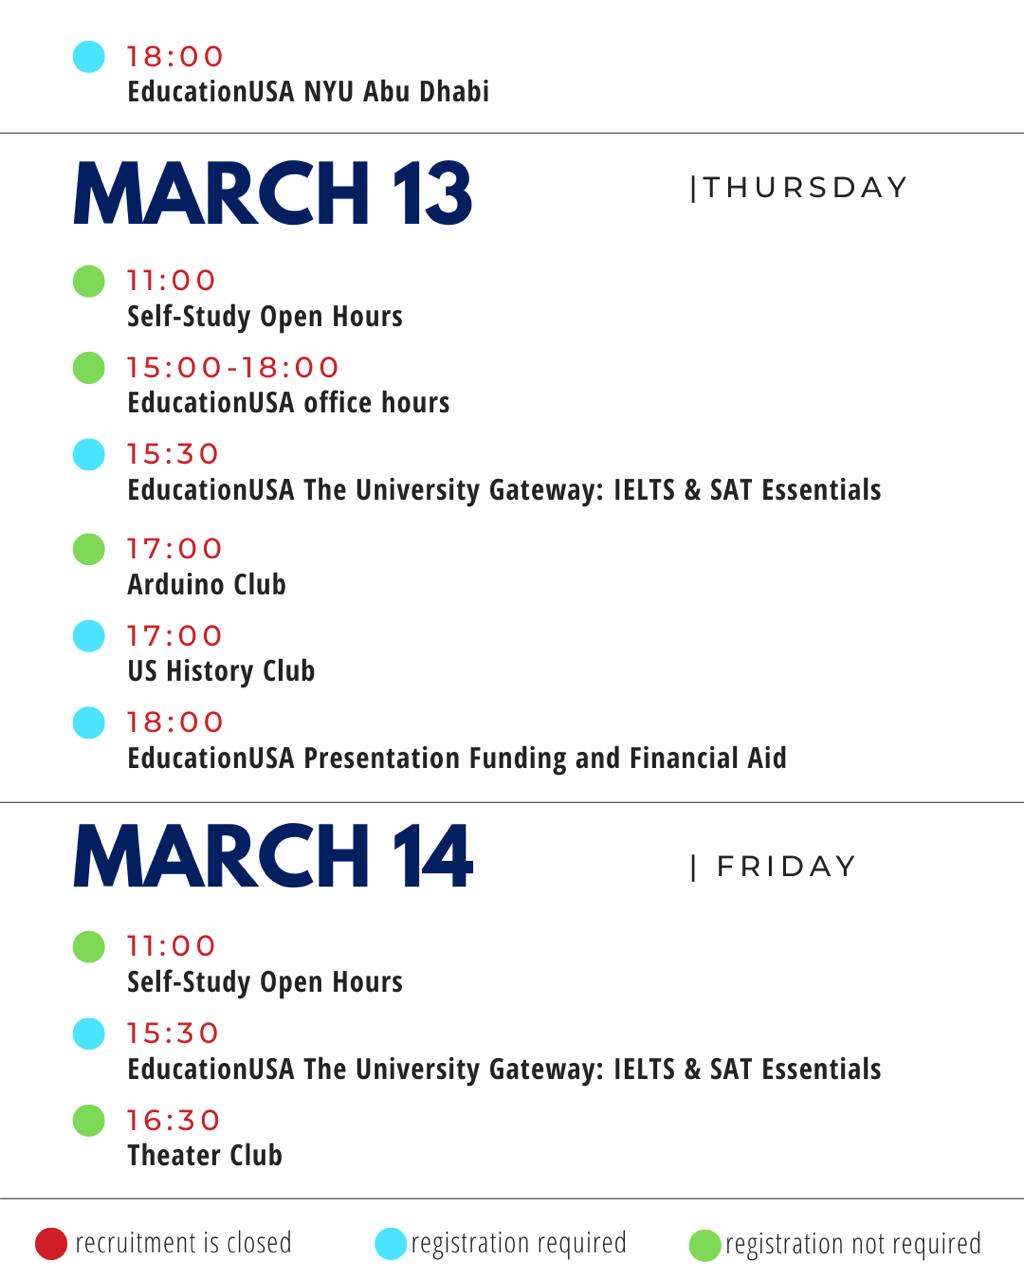 18:00
EducationUSA NYU Abu Dhabi
MARCH 13
|THURSDAY
11:00
Self-Study Open Hours
15:00-18:00
EducationUSA office hours
15:30
EducationUSA The University Gateway: IELTS & SAT Essentials
17:00
Arduino Club
17:00
US History Club
18:00
EducationUSA Presentation Funding and Financial Aid
MARCH 14
| FRIDAY
11:00
Self-Study Open Hours
15:30
EducationUSA The University Gateway: IELTS & SAT Essentials
16:30
Theater Club
recruitment is closed
registration required
registration not required